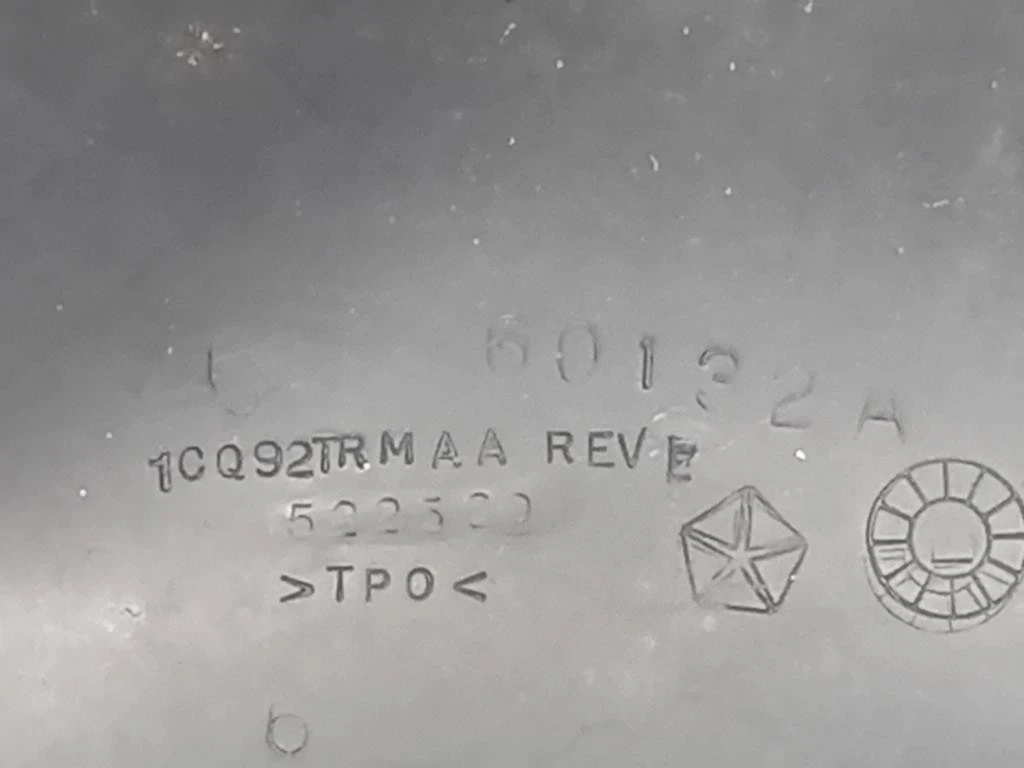 60132A
1CQ92TRMAA REV E
>TPO<